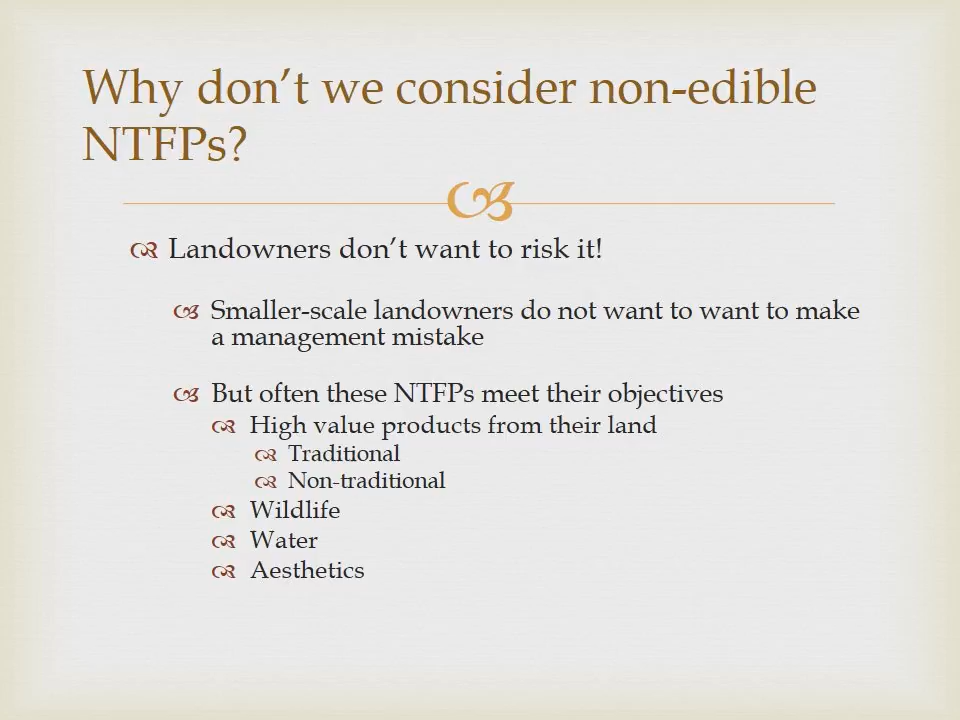 Why don’t we consider non-edible
NTFPs?
Landowners don’t want to risk it!
Smaller-scale landowners do not want to want to make
a management mistake
But often these NTFPs meet their objectives
High value products from their land
Traditional
Non-traditional
Wildlife
Water
Aesthetics